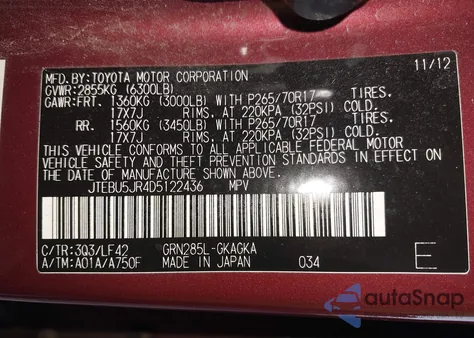 MFD.BY:TOYOTA MOTOR CORPORATION 11/12
GVWR:2855KG (6300LB)
GAWR:FRT. 1360KG (3000LB) WITH P265/70R17 TIRES.
17X7J RIMS. AT 220KPA (32PSI) COLD.
RR. 1560KG (3450LB) WITH P265/70R17 TIRES.
17X7J RIMS. AT 220KPA (32PSI) COLD.
THIS VEHICLE CONFORMS TO ALL APPLICABLE FEDERAL MOTOR
VEHICLE SAFETY AND THEFT PREVENTION STANDARDS IN EFFECT ON
THE DATE OF MANUFACTURE SHOWN ABOVE.
JTEBU5JR4D5122436 MPV
C/TR:3Q3/LF42 GRN285L-GKAGKA
A/TM:A01A/A750F MADE IN JAPAN 034 E
autaSnap